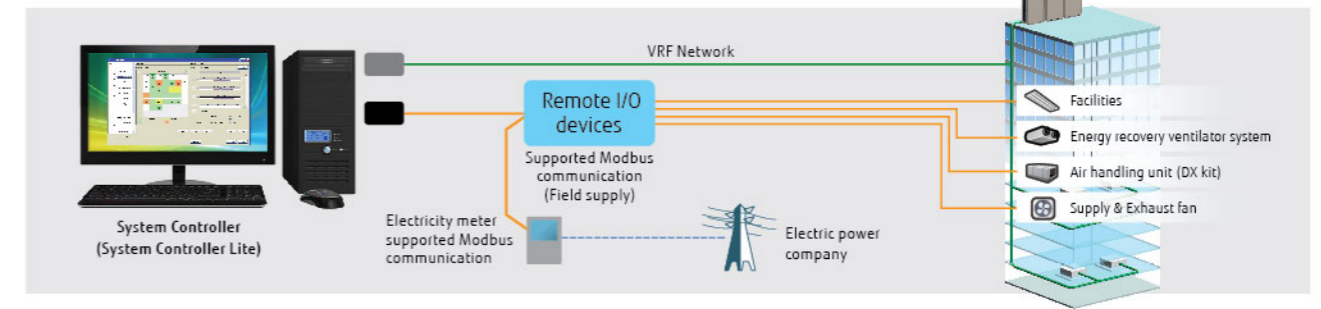 VRF Network
Remote I/O
devices
Supported Modbus
communication
(Field supply)
Facilities
Energy recovery ventilator system
Air handling unit (DX kit)
Supply & Exhaust fan
System Controller
(System Controller Lite)
Electricity meter
supported Modbus
communication
Electric power
company